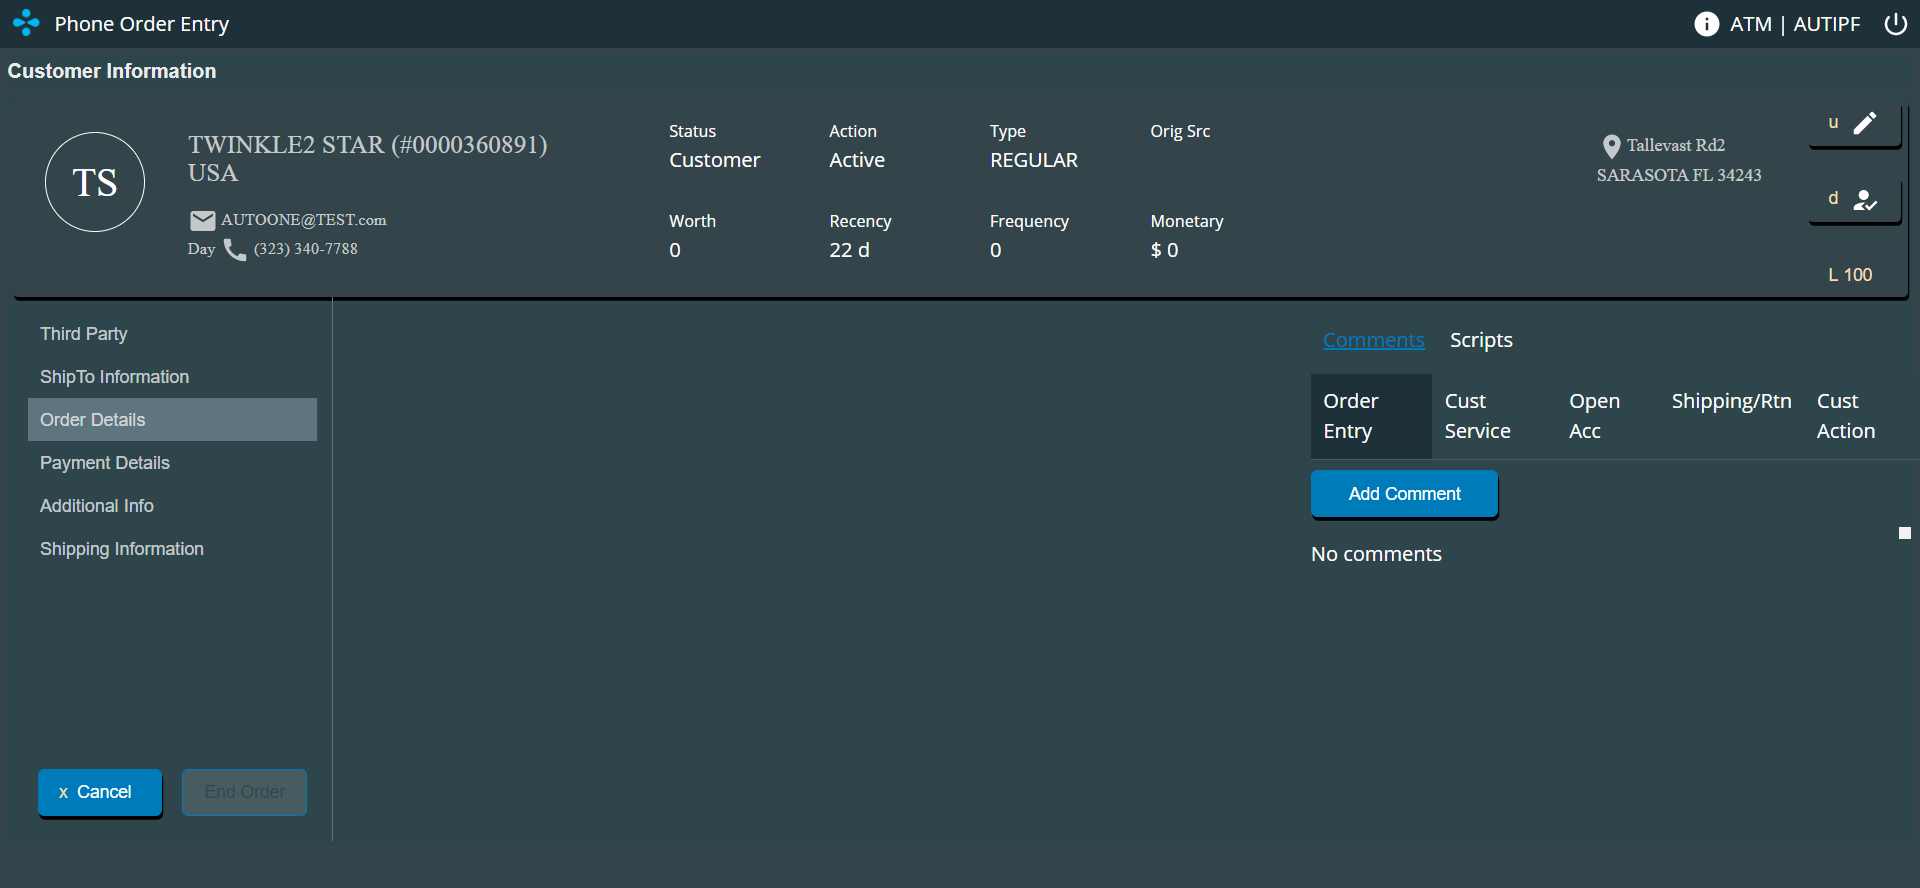 Phone Order Entry
ATM | AUTIPF
Customer Information
TS
TWINKLE2 STAR (#0000360891)
USA
AUTOONE@TEST.com
Day (323) 340-7788
Status
Customer
Action
Active
Type
REGULAR
Orig Src
Worth
0
Recency
22 d
Frequency
0
Monetary
$ 0
Tallevast Rd2
SARASOTA FL 34243
u
d
L 100
Third Party
ShipTo Information
Order Details
Payment Details
Additional Info
Shipping Information
x Cancel
End Order
Comments
Scripts
Order
Entry
Cust
Service
Open
Acc
Shipping/Rtn
Cust
Action
Add Comment
No comments